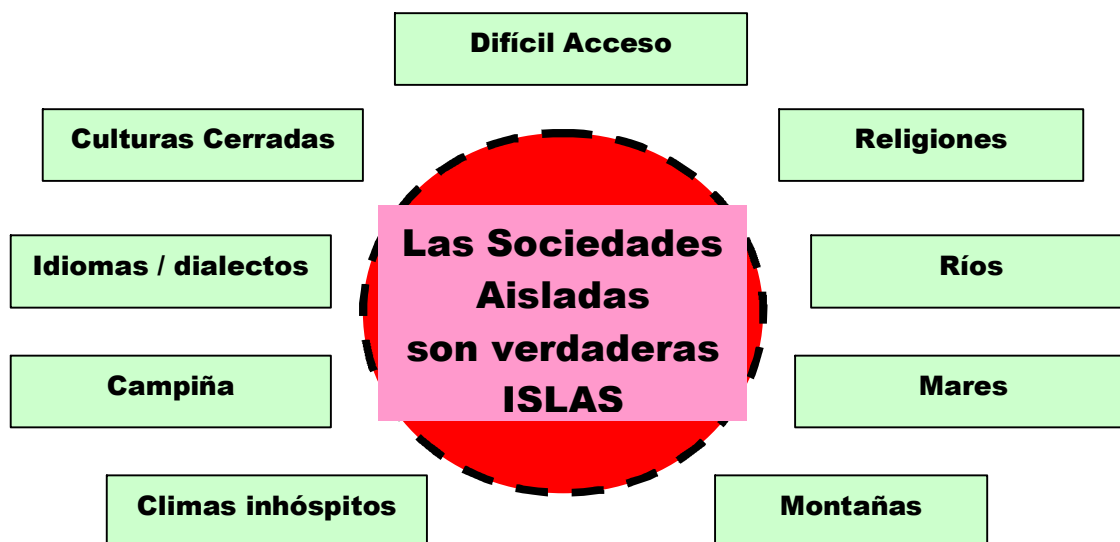 Difícil Acceso
Culturas Cerradas
Religiones
Las Sociedades
Aisladas
son verdaderas
ISLAS
Idiomas / dialectos
Ríos
Campiña
Mares
Climas inhóspitos
Montañas